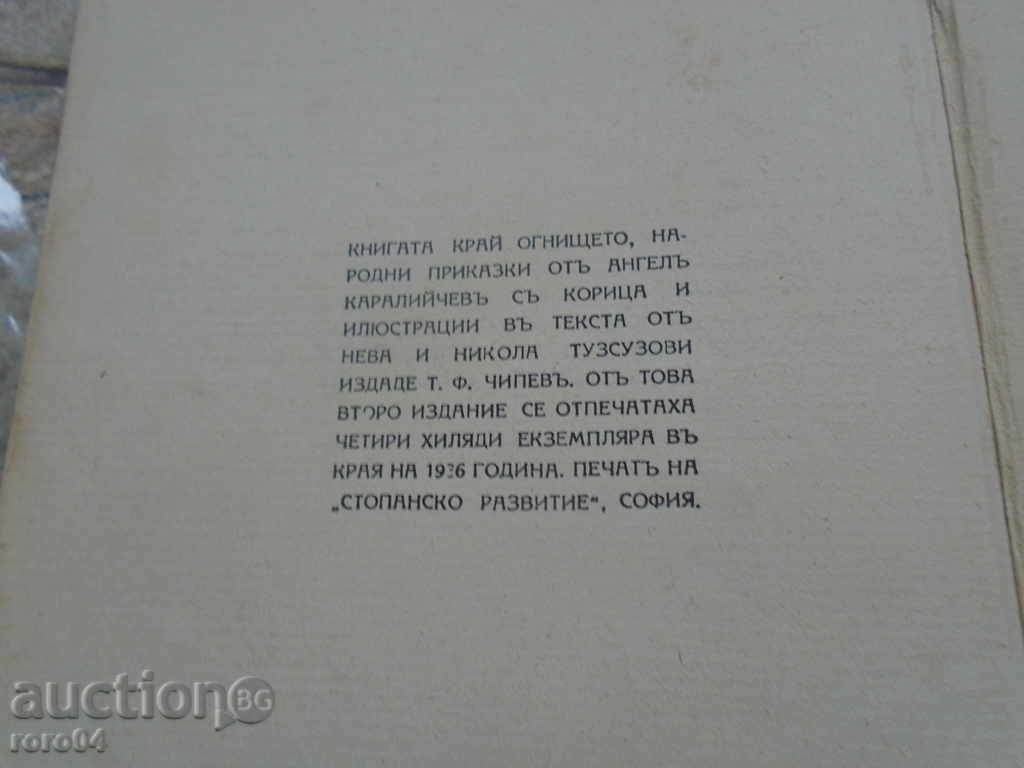 КНИГАТА КРАЙ ОГНИЩЕТО, НА-
РОДНИ ПРИКАЗКИ ОТЪ АНГЕЛЪ
КАРАЛИЙЧЕВЪ СЪ КОРИЦА И
ИЛЮСТРАЦИИ ВЪ ТЕКСТА ОТЪ
НЕВА И НИКОЛА ТУЗСУЗОВИ
ИЗДАДЕ Т. Ф. ЧИПЕВЪ. ОТЪ ТОВА
ВТОРО ИЗДАНИЕ СЕ ОТПЕЧАТАХА
ЧЕТИРИ ХИЛЯДИ ЕКЗЕМПЛЯРА ВЪ
КРАЯ НА 1936 ГОДИНА. ПЕЧАТЪ НА
„СТОПАНСКО РАЗВИТИЕ“, СОФИЯ.
auction BG
roro04